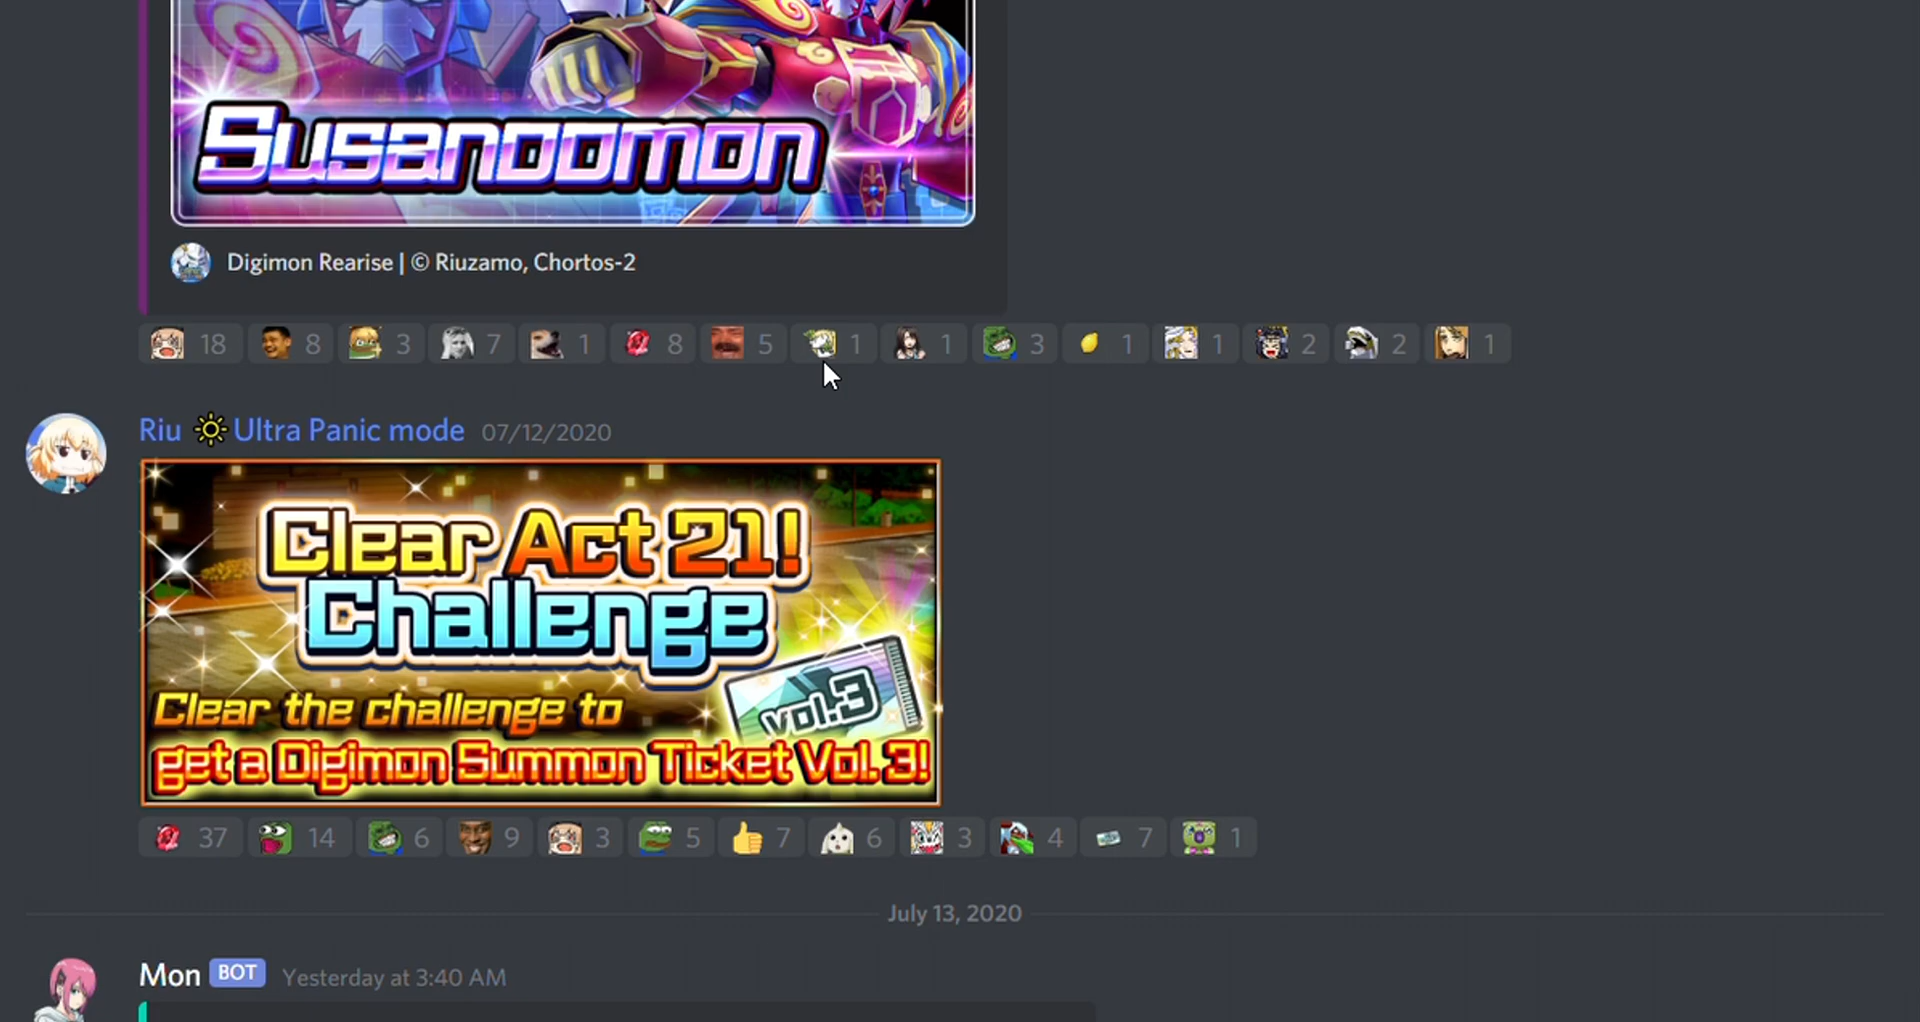 Susanoomon
Digimon Rearise | © Riuzamo, Chortos-2
18 8 3 7 1 8 5 1 1 3 1 1 2 2 1
Riu Ultra Panic mode 07/12/2020
Clear Act 21!
Challenge
vol.3
Clear the challenge to
get a Digimon Summon Ticket Vol. 3!
37 14 6 9 3 5 7 6 3 4 7 1
July 13, 2020
Mon BOT Yesterday at 3:40 AM